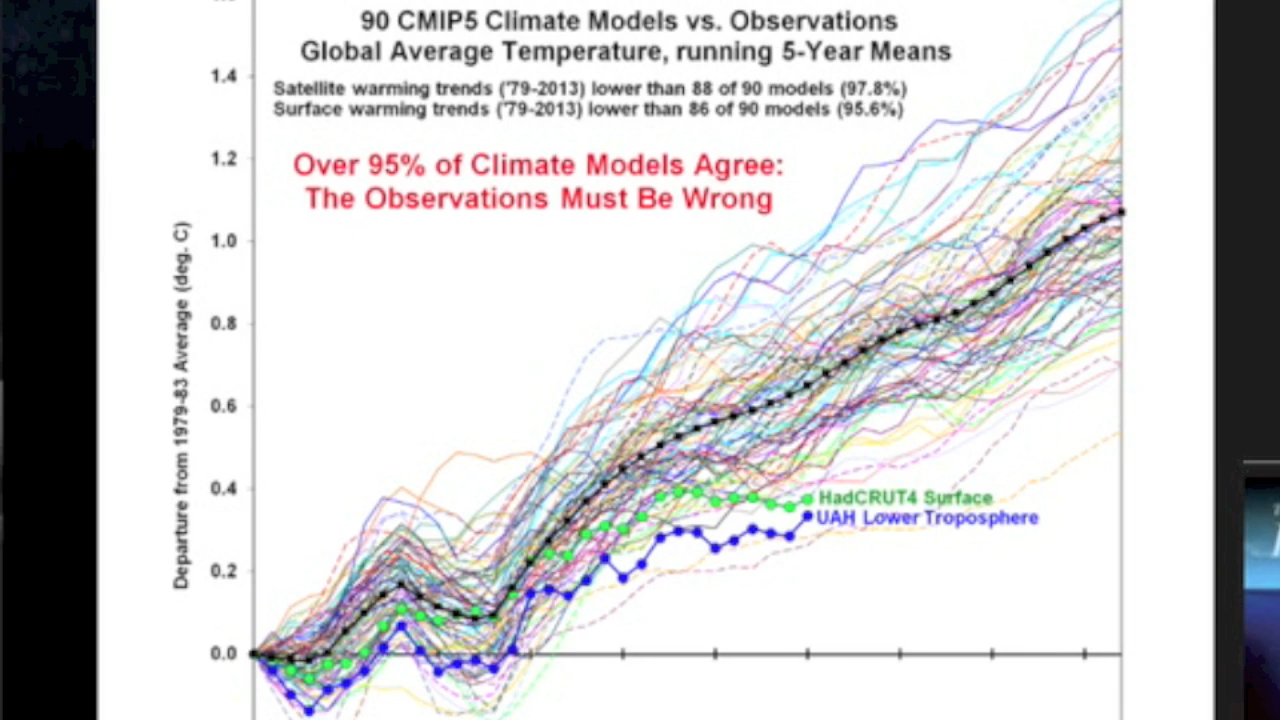 90 CMIP5 Climate Models vs. Observations
Global Average Temperature, running 5-Year Means
Satellite warming trends ('79-2013) lower than 88 of 90 models (97.8%)
Surface warming trends ('79-2013) lower than 86 of 90 models (95.6%)
Over 95% of Climate Models Agree:
The Observations Must Be Wrong
Departure from 1979-83 Average (deg. C)
1.4
1.2
1.0
0.8
0.6
0.4
0.2
0.0
HadCRUT4 Surface
UAH Lower Troposphere